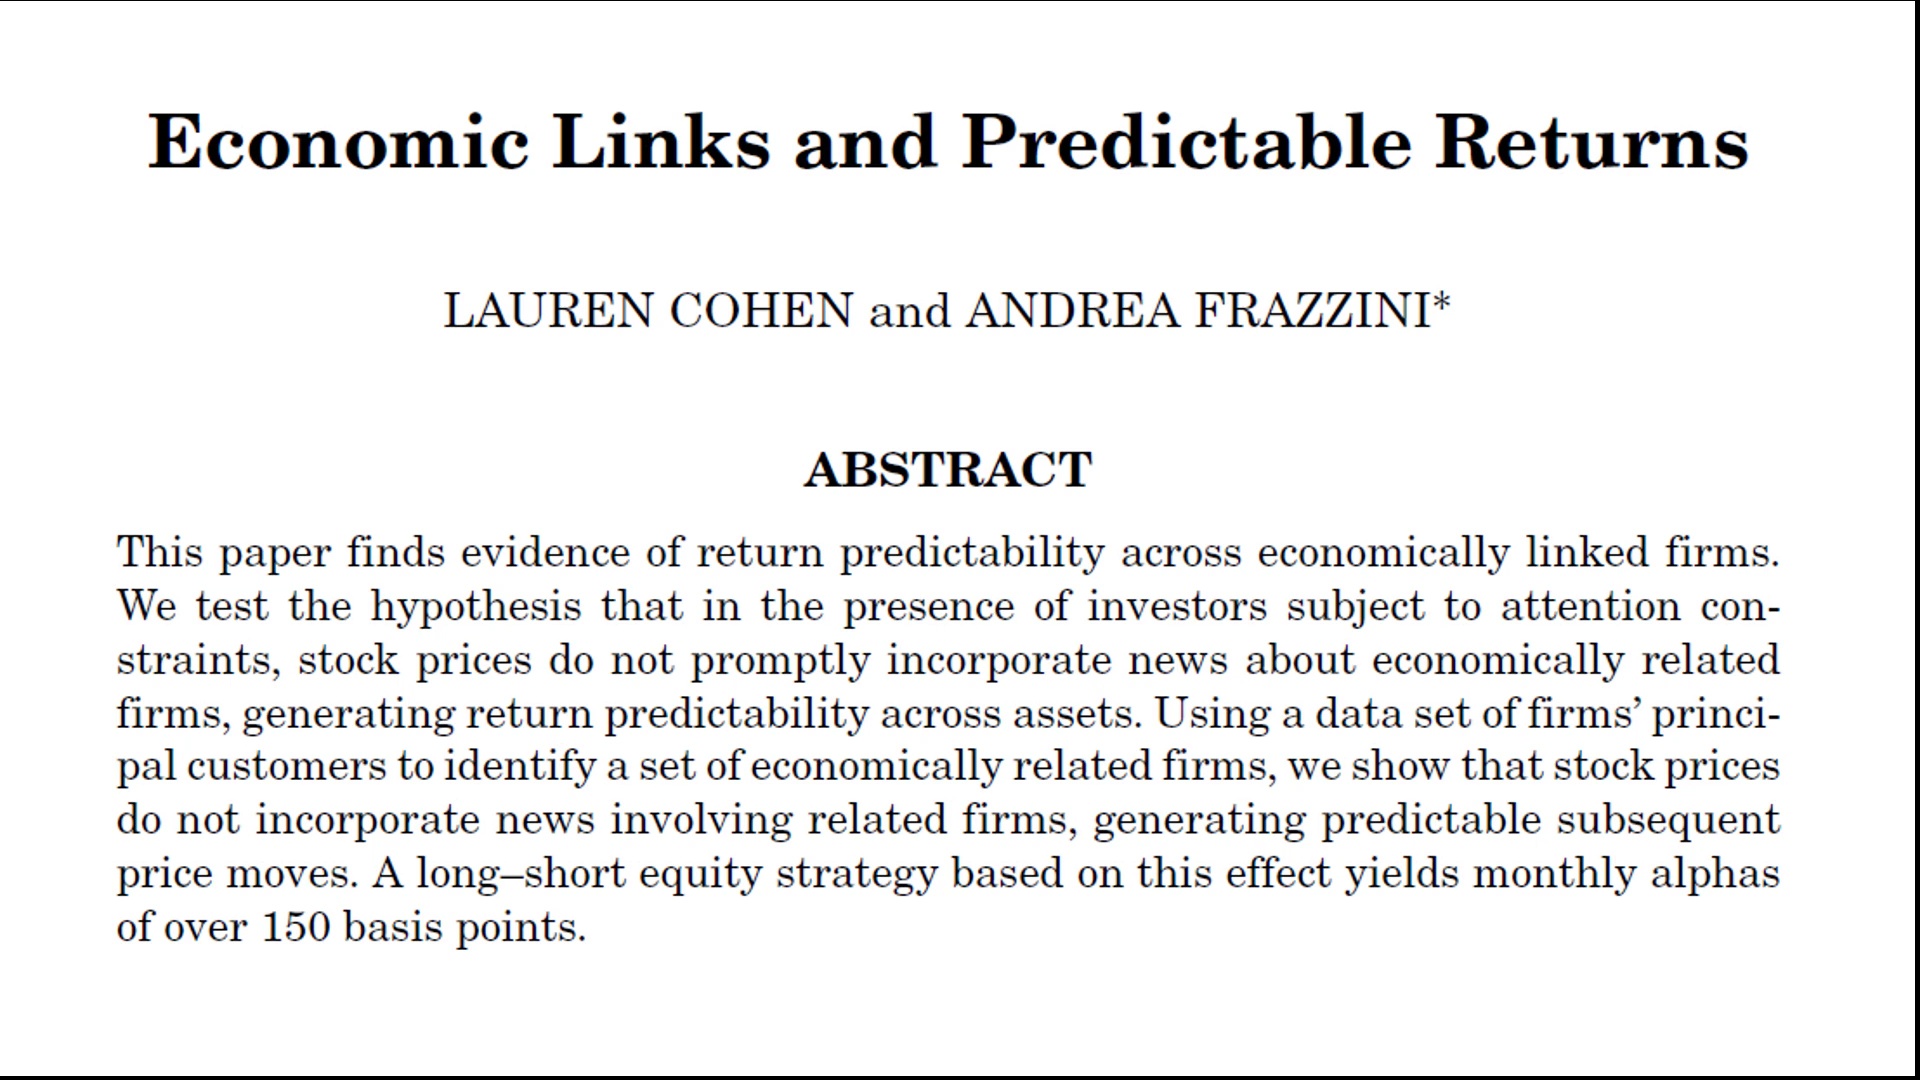 Economic Links and Predictable Returns
LAUREN COHEN and ANDREA FRAZZINI*
ABSTRACT
This paper finds evidence of return predictability across economically linked firms.
We test the hypothesis that in the presence of investors subject to attention con-
straints, stock prices do not promptly incorporate news about economically related
firms, generating return predictability across assets. Using a data set of firms’ princi-
pal customers to identify a set of economically related firms, we show that stock prices
do not incorporate news involving related firms, generating predictable subsequent
price moves. A long–short equity strategy based on this effect yields monthly alphas
of over 150 basis points.